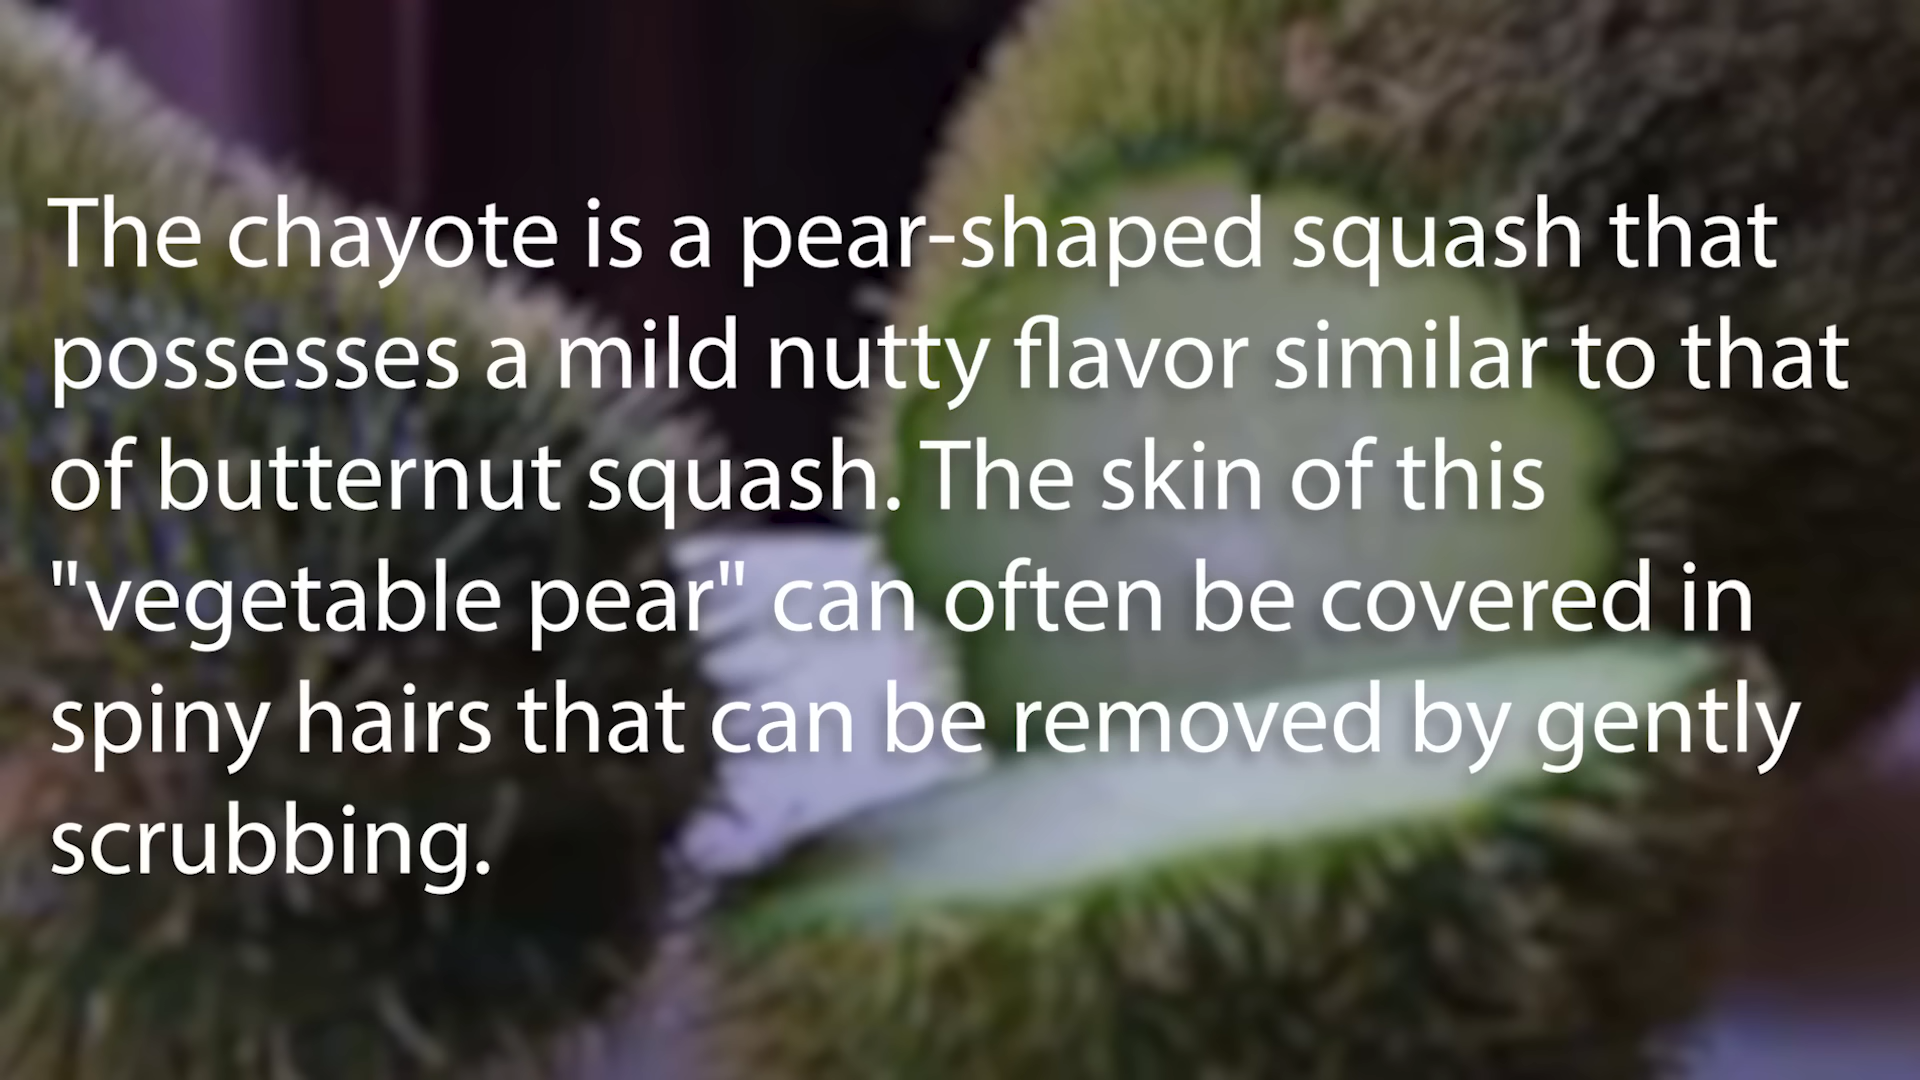 The chayote is a pear-shaped squash that
possesses a mild nutty flavor similar to that
of butternut squash. The skin of this
"vegetable pear" can often be covered in
spiny hairs that can be removed by gently
scrubbing.